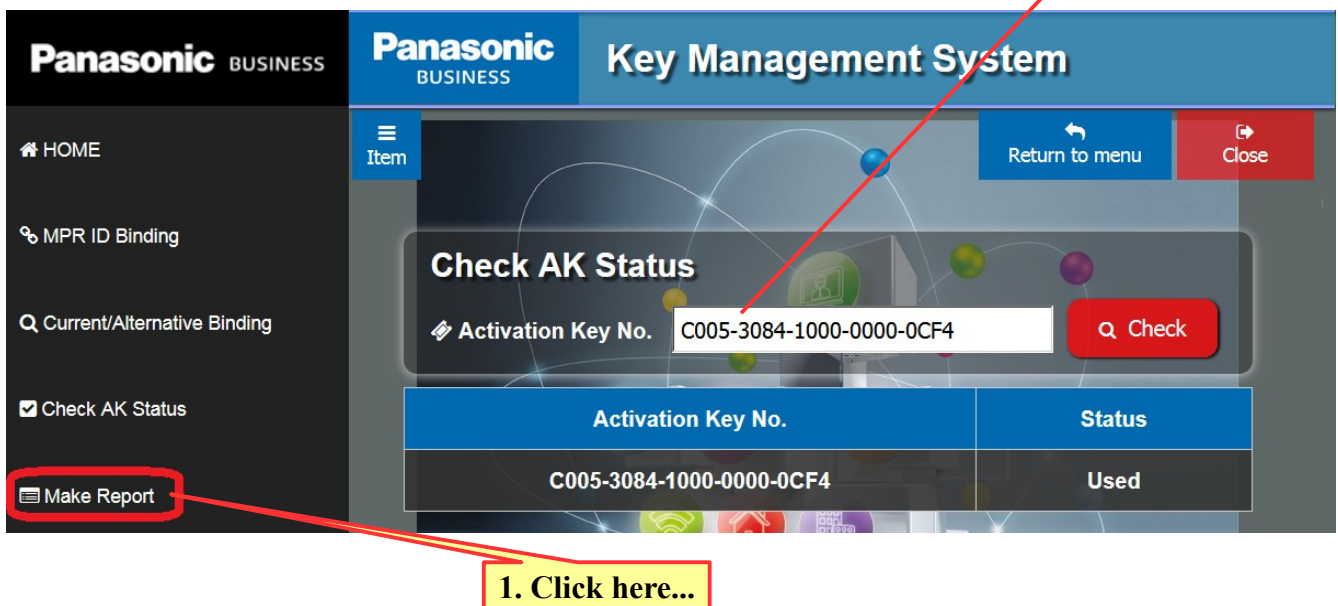 Panasonic BUSINESS
Panasonic
BUSINESS
Key Management System
HOME
MPR ID Binding
Current/Alternative Binding
Check AK Status
Make Report
Item
Return to menu
Close
Check AK Status
Activation Key No.
C005-3084-1000-0000-0CF4
Check
Activation Key No.
Status
C005-3084-1000-0000-0CF4
Used
1. Click here...